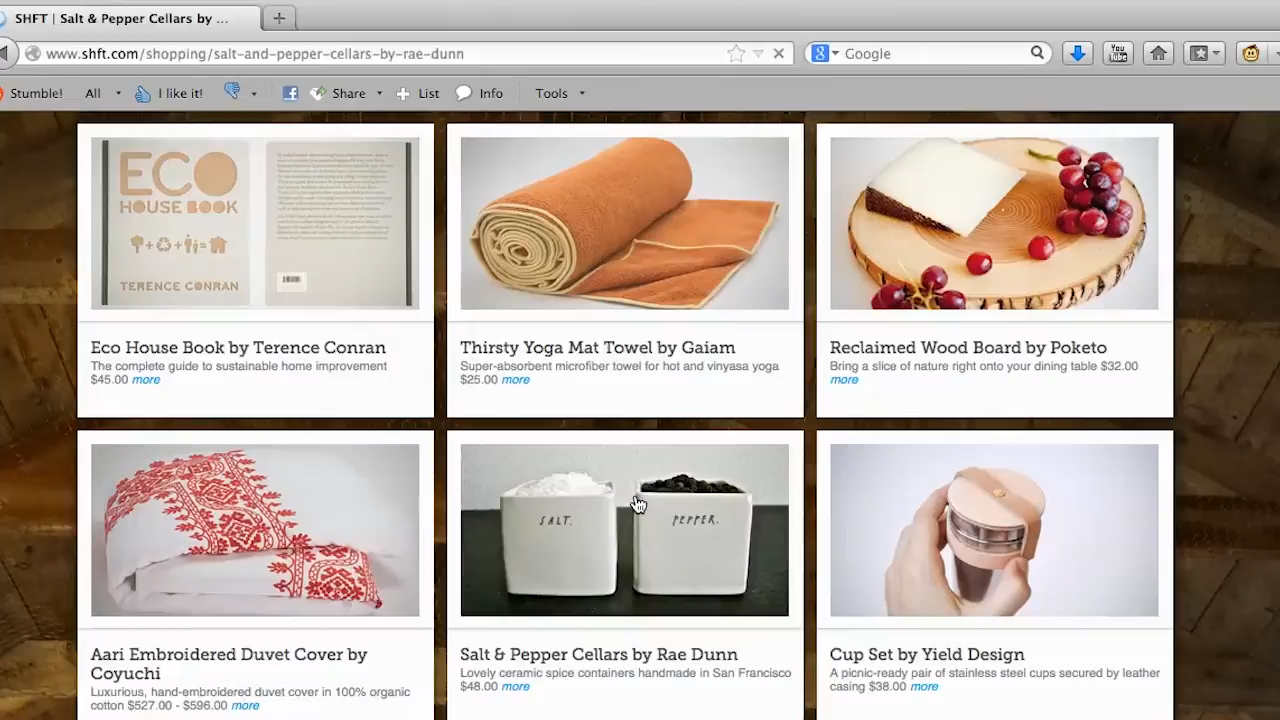 SHFT | Salt & Pepper Cellars by ...
www.shft.com/shopping/salt-and-pepper-cellars-by-rae-dunn
Google
You
Tube
Stumble!
All
I like it!
Share
List
Info
Tools
ECO
HOUSE BOOK
TERENCE CONRAN
Eco House Book by Terence Conran
The complete guide to sustainable home improvement
$45.00 more
Thirsty Yoga Mat Towel by Gaiam
Super-absorbent microfiber towel for hot and vinyasa yoga
$25.00 more
Reclaimed Wood Board by Poketo
Bring a slice of nature right onto your dining table $32.00
more
Aari Embroidered Duvet Cover by
Coyuchi
Luxurious, hand-embroidered duvet cover in 100% organic
cotton $527.00 - $596.00 more
SALT.
PEPPER.
Salt & Pepper Cellars by Rae Dunn
Lovely ceramic spice containers handmade in San Francisco
$48.00 more
Cup Set by Yield Design
A picnic-ready pair of stainless steel cups secured by leather
casing $38.00 more